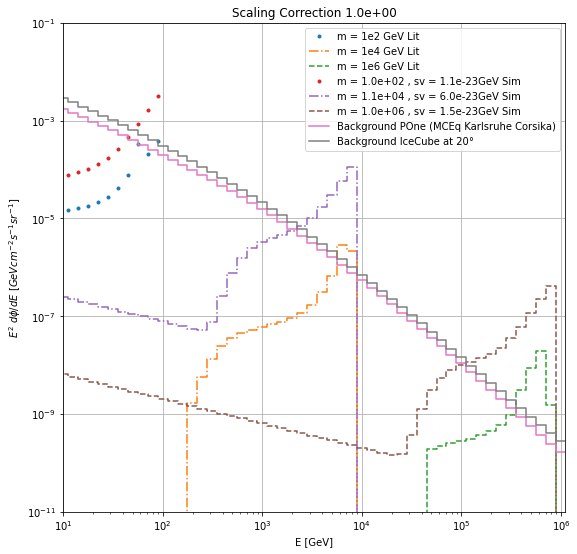 Scaling Correction 1.0e+00
m = 1e2 GeV Lit
m = 1e4 GeV Lit
m = 1e6 GeV Lit
m = 1.0e+02 , sv = 1.1e-23GeV Sim
m = 1.1e+04 , sv = 6.0e-23GeV Sim
m = 1.0e+06 , sv = 1.5e-23GeV Sim
Background POne (MCEq Karlsruhe Corsika)
Background IceCube at 20°
E² dϕ/dE [GeVcm⁻²s⁻¹sr⁻¹]
10⁻¹
10⁻³
10⁻⁵
10⁻⁷
10⁻⁹
10⁻¹¹
10¹ 10² 10³ 10⁴ 10⁵ 10⁶
E [GeV]